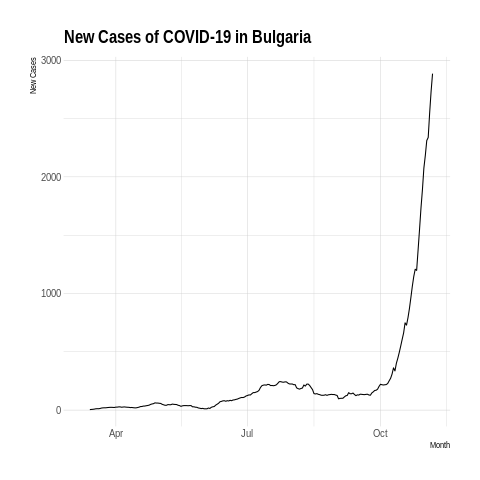 New Cases of COVID-19 in Bulgaria
New Cases
3000
2000
1000
0
Apr
Jul
Oct
Month